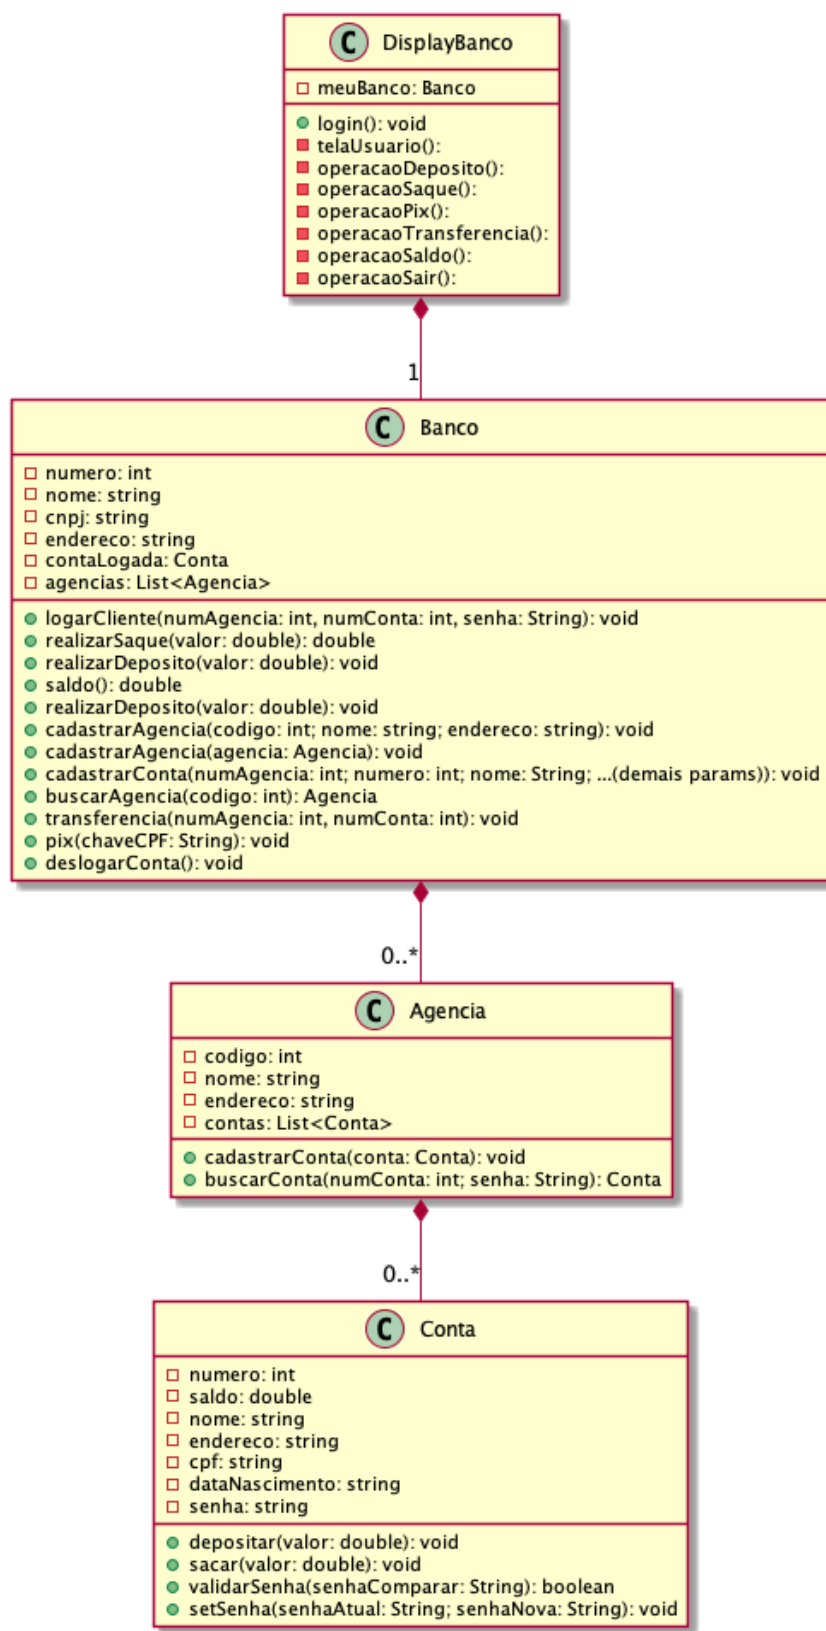 C DisplayBanco
meuBanco: Banco
login(): void
telaUsuario():
operacaoDeposito():
operacaoSaque():
operacaoPix():
operacaoTransferencia():
operacaoSaldo():
operacaoSair():
1
C Banco
numero: int
nome: string
cnpj: string
endereco: string
contaLogada: Conta
agencias: List<Agencia>
logarCliente(numAgencia: int, numConta: int, senha: String): void
realizarSaque(valor: double): double
realizarDeposito(valor: double): void
saldo(): double
realizarDeposito(valor: double): void
cadastrarAgencia(codigo: int; nome: string; endereco: string): void
cadastrarAgencia(agencia: Agencia): void
cadastrarConta(numAgencia: int; numero: int; nome: String; ...(demais params)): void
buscarAgencia(codigo: int): Agencia
transferencia(numAgencia: int, numConta: int): void
pix(chaveCPF: String): void
deslogarConta(): void
0..*
C Agencia
codigo: int
nome: string
endereco: string
contas: List<Conta>
cadastrarConta(conta: Conta): void
buscarConta(numConta: int; senha: String): Conta
0..*
C Conta
numero: int
saldo: double
nome: string
endereco: string
cpf: string
dataNascimento: string
senha: string
depositar(valor: double): void
sacar(valor: double): void
validarSenha(senhaComparar: String): boolean
setSenha(senhaAtual: String; senhaNova: String): void